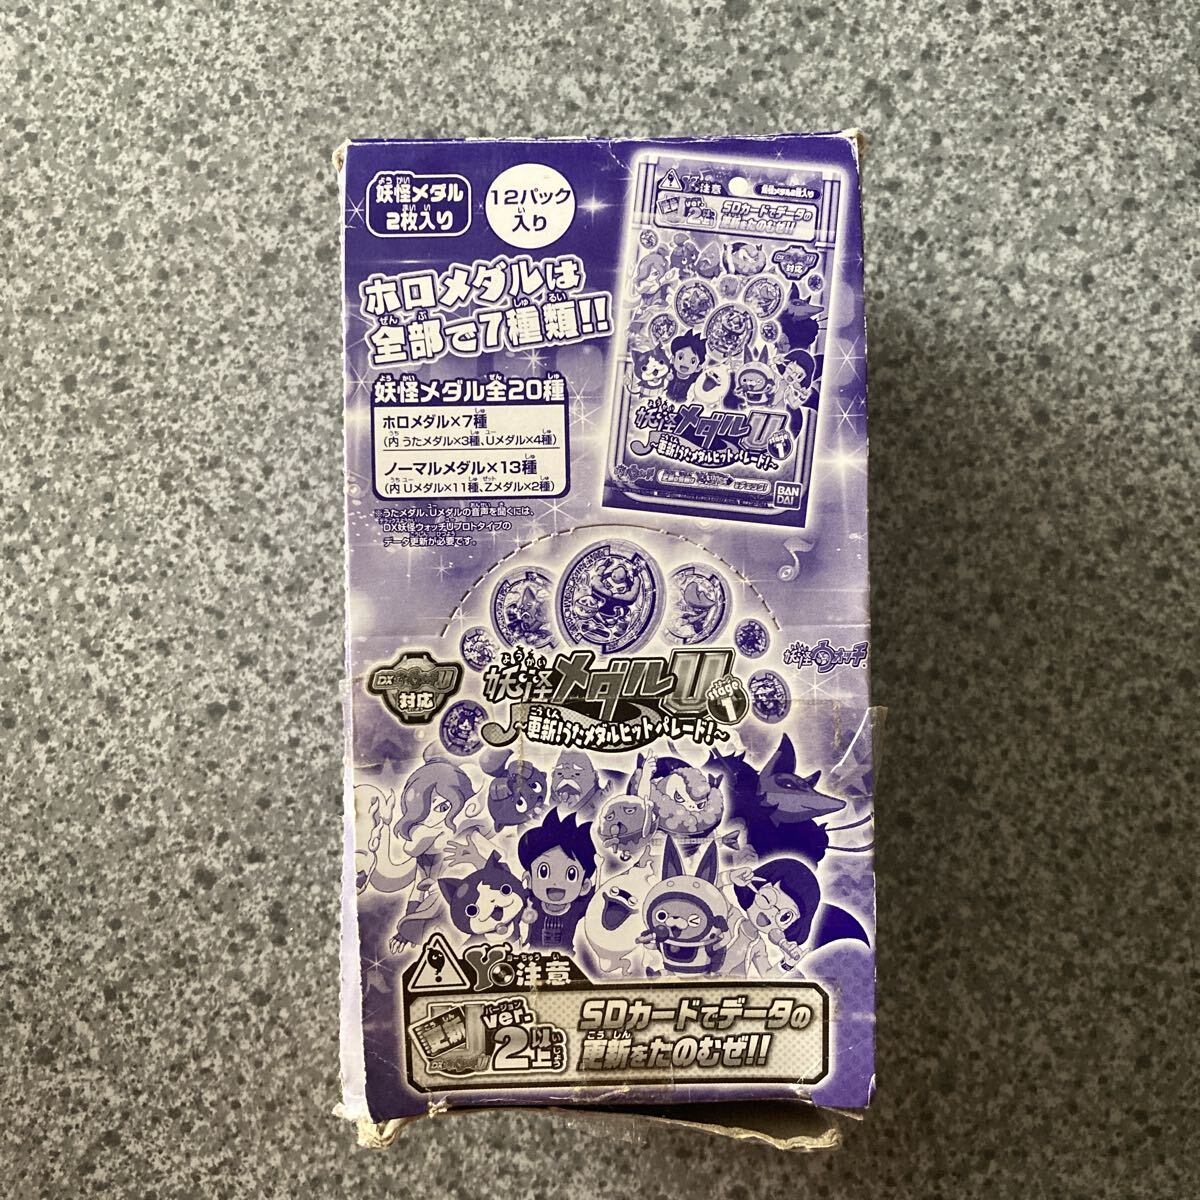 妖怪メダル
2枚入り
12パック
入り
ホロメダルは
全部で7種類!!
妖怪メダル全20種
ホロメダル×7種
(内 うたメダル×3種、Uメダル×4種)
ノーマルメダル×13種
(内 Uメダル×11種、Zメダル×2種)
※うたメダル、Uメダルの音声を聞くには、
DX妖怪ウォッチUプロトタイプの
データ更新が必要です。
注意
ver.
2以上
SDカードでデータの
更新をたのむぜ!!
対応
妖怪メダルU
stage 1
～更新!うたメダルヒットパレード!～
BAN
DAI
妖怪ウォッチ
DX
U
対応
妖怪メダルU
stage 1
～更新!うたメダルヒットパレード!～
YO注意
更新
ver.
2以上
SDカードでデータの
更新をたのむぜ!!